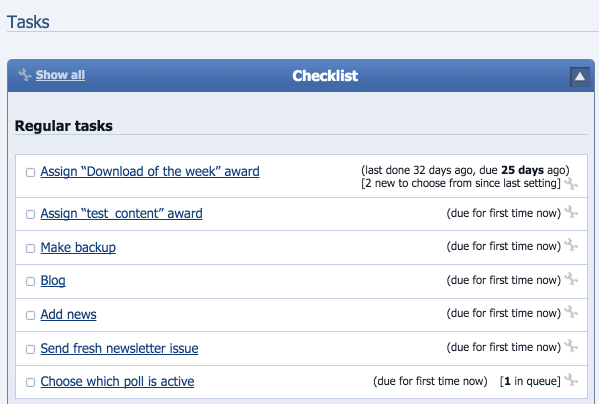 Tasks
Show all
Checklist
Regular tasks
Assign “Download of the week” award (last done 32 days ago, due 25 days ago)
[2 new to choose from since last setting]
Assign “test_content” award (due for first time now)
Make backup (due for first time now)
Blog (due for first time now)
Add news (due for first time now)
Send fresh newsletter issue (due for first time now)
Choose which poll is active (due for first time now) [1 in queue]